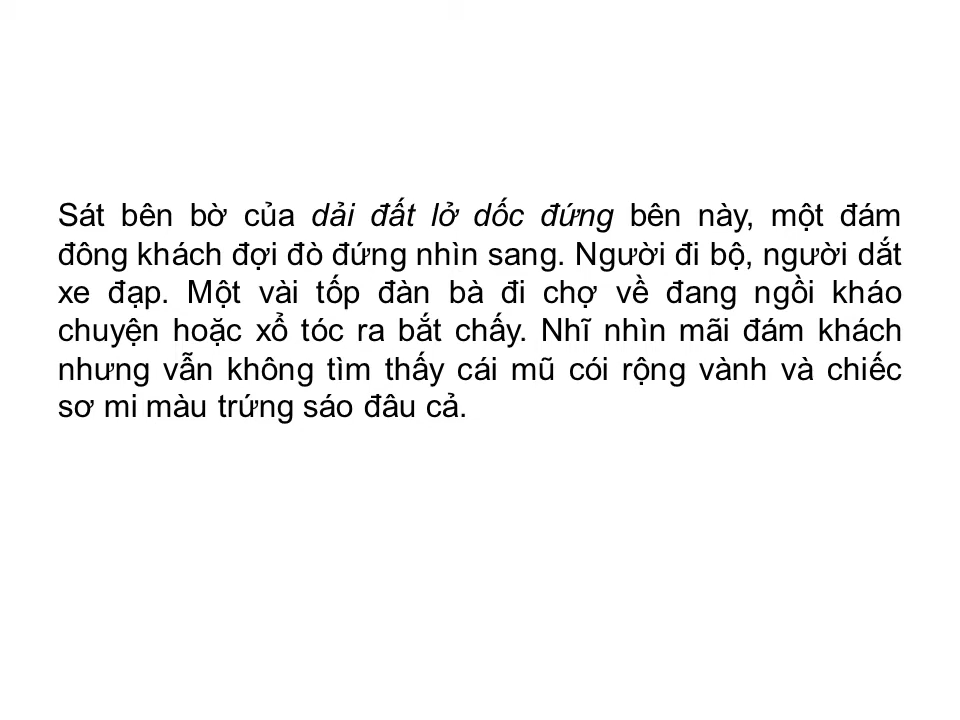 Sát bên bờ của dải đất lở dốc đứng bên này, một đám
đông khách đợi đò đứng nhìn sang. Người đi bộ, người dắt
xe đạp. Một vài tốp đàn bà đi chợ về đang ngồi kháo
chuyện hoặc xổ tóc ra bắt chấy. Nhĩ nhìn mãi đám khách
nhưng vẫn không tìm thấy cái mũ cói rộng vành và chiếc
sơ mi màu trứng sáo đâu cả.